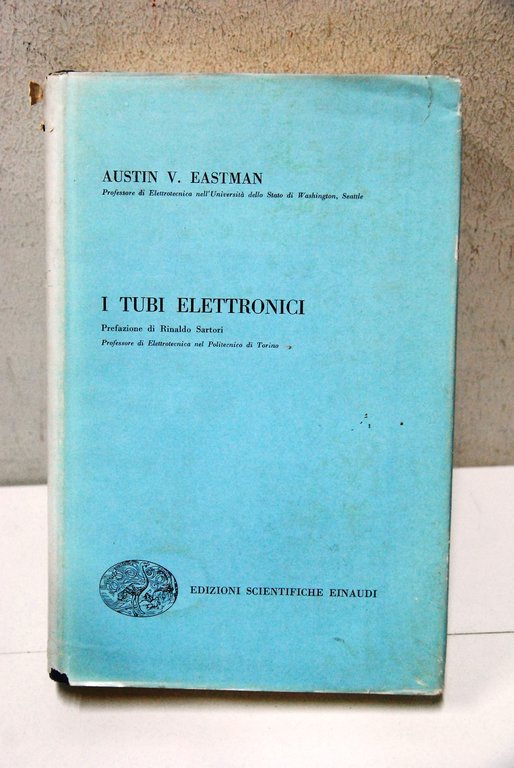 AUSTIN V. EASTMAN
Professore di Elettrotecnica nell'Università dello Stato di Washington, Seattle
I TUBI ELETTRONICI
Prefazione di Rinaldo Sartori
Professore di Elettrotecnica nel Politecnico di Torino
EDIZIONI SCIENTIFICHE EINAUDI